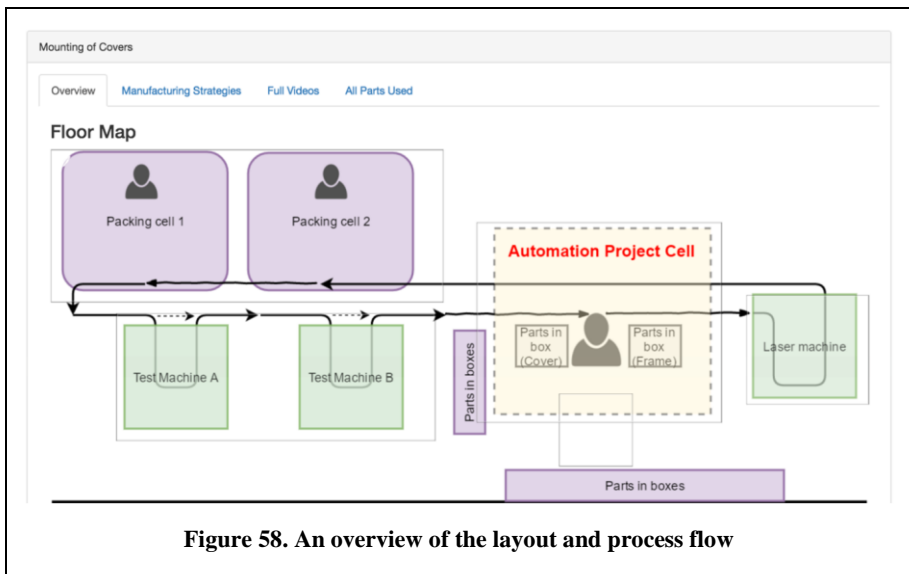 Mounting of Covers
Overview
Manufacturing Strategies
Full Videos
All Parts Used
Floor Map
Packing cell 1
Packing cell 2
Automation Project Cell
Parts in
box
(Cover)
Parts in
box
(Frame)
Laser machine
Test Machine A
Test Machine B
Parts in boxes
Parts in boxes
Figure 58. An overview of the layout and process flow